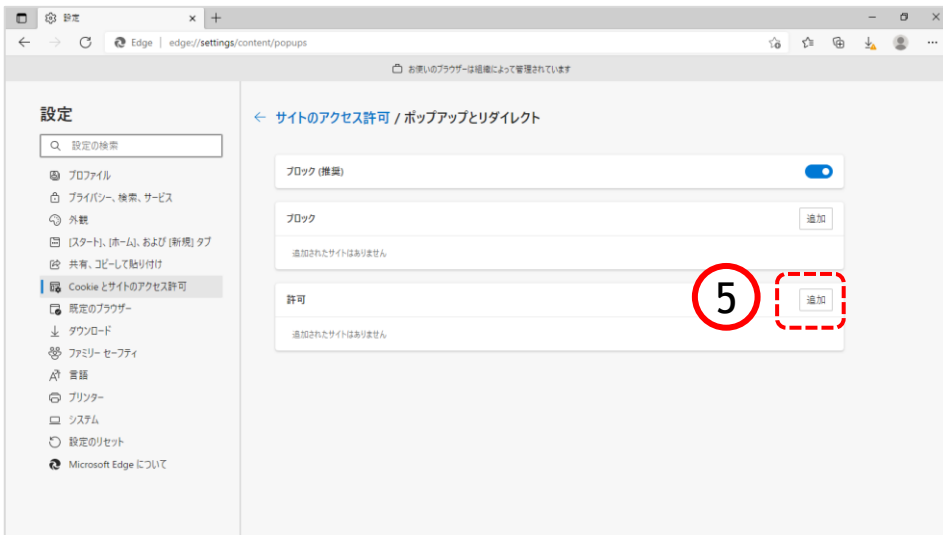 設定
Edge | edge://settings/content/popups
お使いのブラウザーは組織によって管理されています
設定
設定の検索
プロファイル
プライバシー、検索、サービス
外観
[スタート]、[ホーム]、および [新規] タブ
共有、コピーして貼り付け
Cookie とサイトのアクセス許可
既定のブラウザー
ダウンロード
ファミリー セーフティ
言語
プリンター
システム
設定のリセット
Microsoft Edge について
← サイトのアクセス許可 / ポップアップとリダイレクト
ブロック (推奨)
ブロック 追加
追加されたサイトはありません
許可 5 追加
追加されたサイトはありません